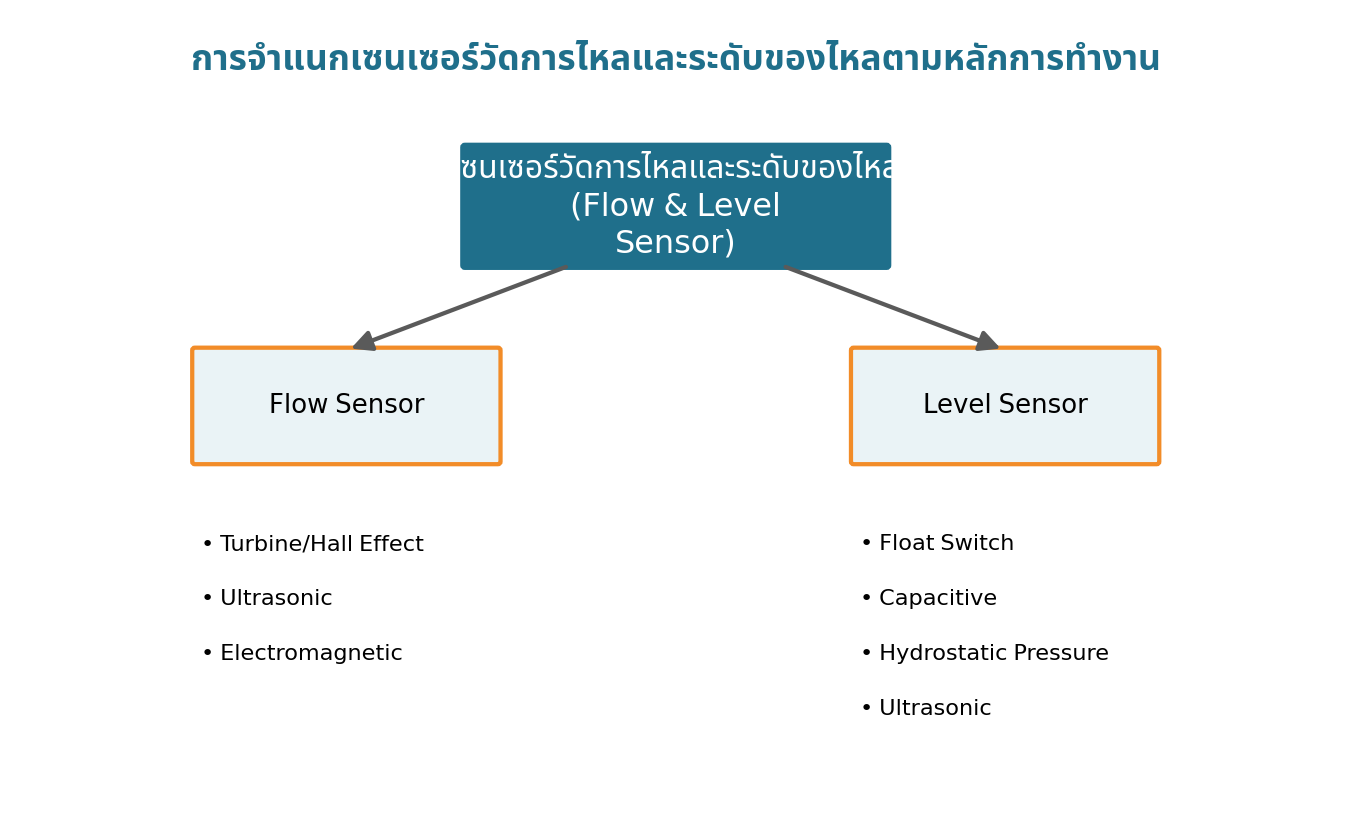 การจำแนกเซนเซอร์วัดการไหลและระดับของไหลตามหลักการทำงาน
ซนเซอร์วัดการไหลและระดับของไหล
(Flow & Level
Sensor)
Flow Sensor
Level Sensor
• Turbine/Hall Effect
• Ultrasonic
• Electromagnetic
• Float Switch
• Capacitive
• Hydrostatic Pressure
• Ultrasonic